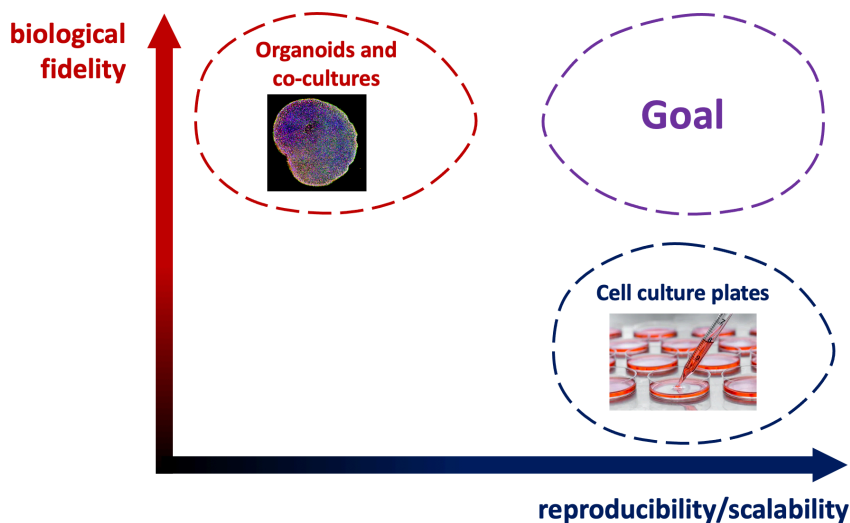 biological
fidelity
Organoids and
co-cultures
Goal
Cell culture plates
reproducibility/scalability